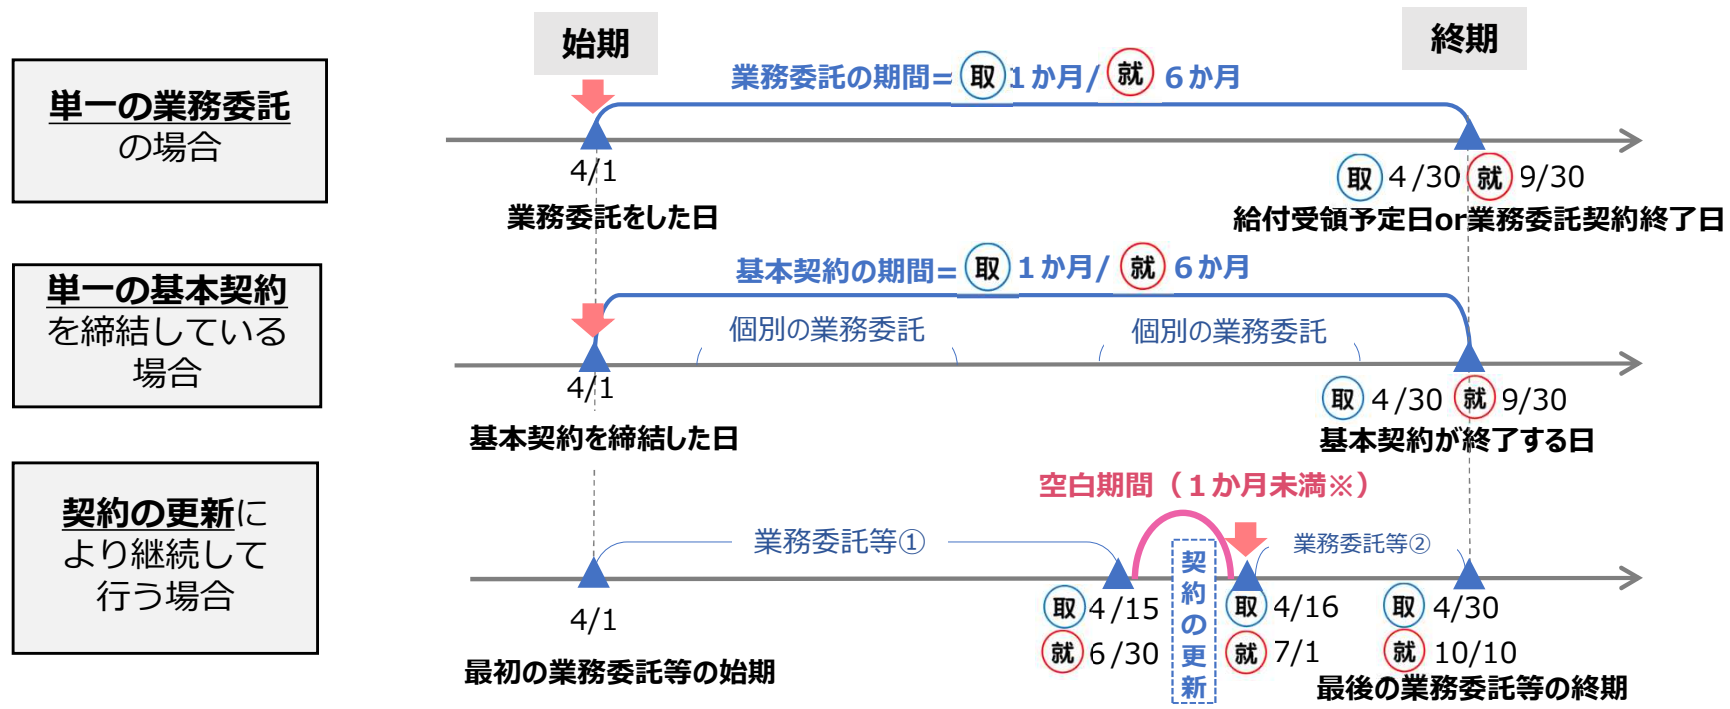 始期
終期
単一の業務委託
の場合
業務委託の期間=取1か月/就6か月
4/1
業務委託をした日
取4/30就9/30
給付受領予定日or業務委託契約終了日
単一の基本契約
を締結している
場合
基本契約の期間=取1か月/就6か月
個別の業務委託
個別の業務委託
4/1
基本契約を締結した日
取4/30就9/30
基本契約が終了する日
契約の更新に
より継続して
行う場合
空白期間（1か月未満※）
業務委託等①
契約の更新
業務委託等②
4/1
最初の業務委託等の始期
取4/15
就6/30
取4/16
就7/1
取4/30
就10/10
最後の業務委託等の終期